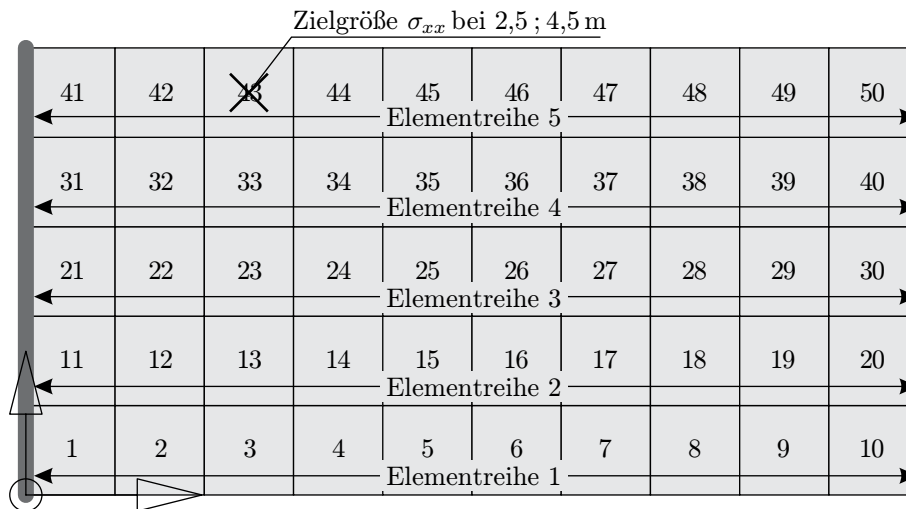 Zielgröße σxx bei 2,5 ; 4,5 m
41 42 43 44 45 46 47 48 49 50
Elementreihe 5
31 32 33 34 35 36 37 38 39 40
Elementreihe 4
21 22 23 24 25 26 27 28 29 30
Elementreihe 3
11 12 13 14 15 16 17 18 19 20
Elementreihe 2
1 2 3 4 5 6 7 8 9 10
Elementreihe 1